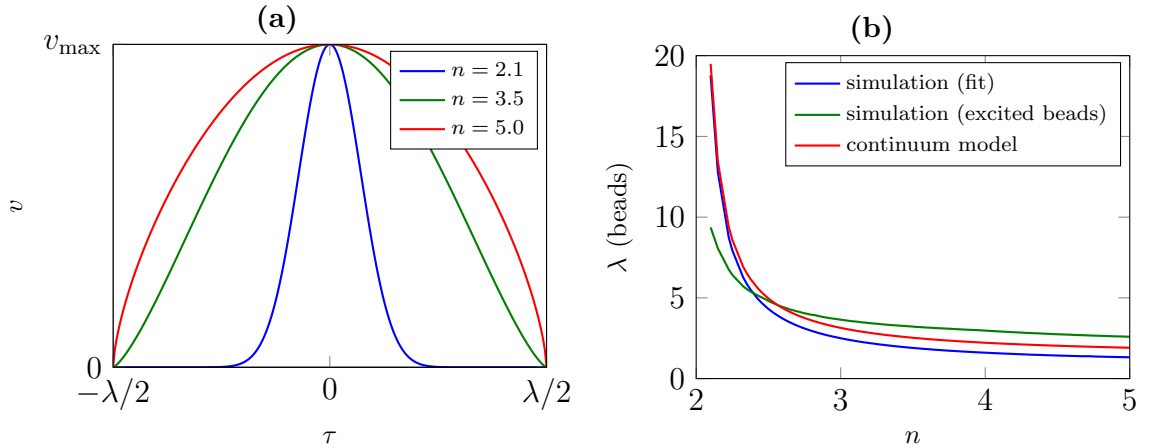 (a)
v_max
0
v
−λ/2
0
λ/2
τ
n = 2.1
n = 3.5
n = 5.0
(b)
20
15
10
5
0
λ (beads)
2
3
4
5
n
simulation (fit)
simulation (excited beads)
continuum model